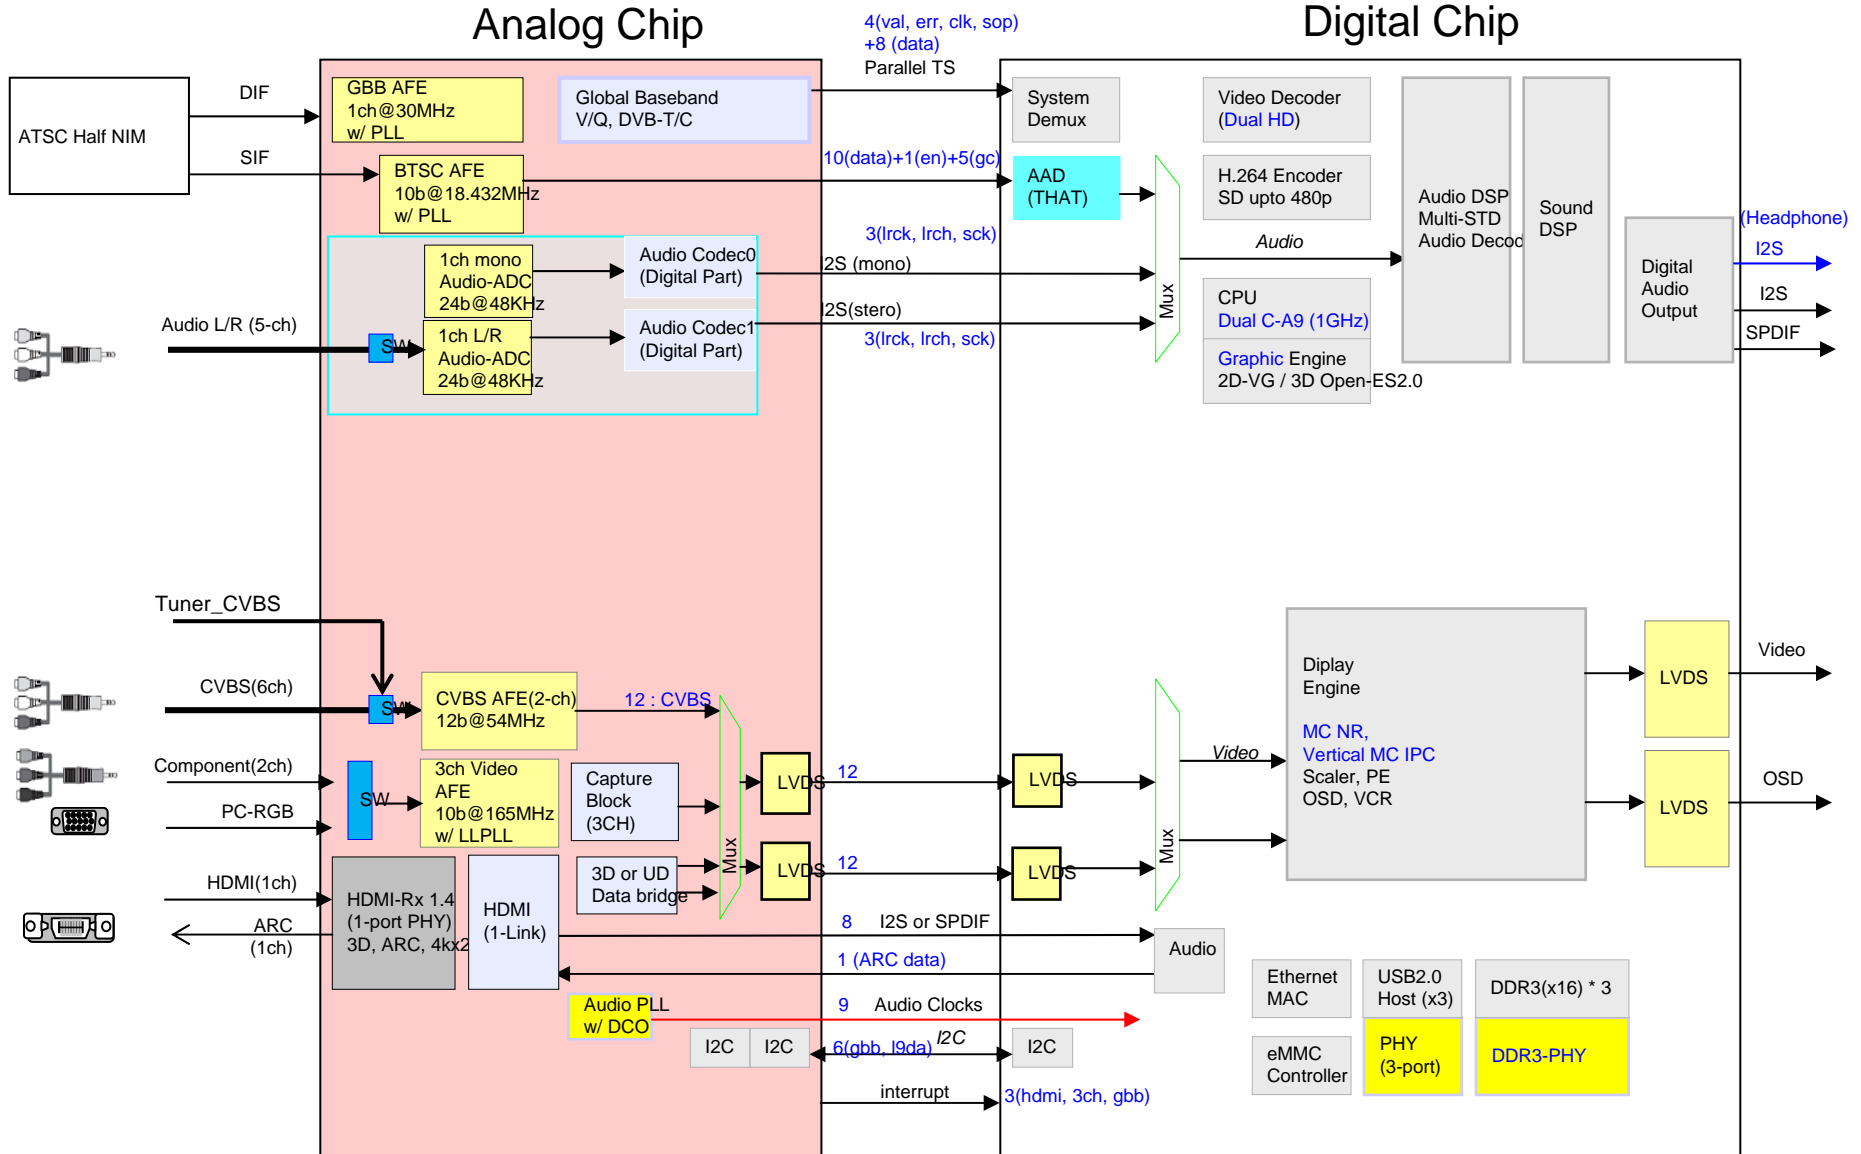 Analog Chip
Digital Chip
4(val, err, clk, sop)
+8 (data)
Parallel TS
ATSC Half NIM
DIF
SIF
GBB AFE
1ch@30MHz
w/ PLL
Global Baseband
V/Q, DVB-T/C
BTSC AFE
10b@18.432MHz
w/ PLL
10(data)+1(en)+5(gc)
System
Demux
Video Decoder
(Dual HD)
AAD
(THAT)
H.264 Encoder
SD upto 480p
Audio DSP
Multi-STD
Audio Decod
Sound
DSP
Audio
Mux
CPU
Dual C-A9 (1GHz)
Graphic Engine
2D-VG / 3D Open-ES2.0
Digital
Audio
Output
(Headphone)
I2S
I2S
SPDIF
1ch mono
Audio-ADC
24b@48KHz
Audio Codec0
(Digital Part)
3(lrck, lrch, sck)
I2S (mono)
Audio L/R (5-ch)
SW
1ch L/R
Audio-ADC
24b@48KHz
Audio Codec1
(Digital Part)
I2S(stero)
3(lrck, lrch, sck)
Tuner_CVBS
CVBS(6ch)
SW
CVBS AFE(2-ch)
12b@54MHz
12 : CVBS
Component(2ch)
PC-RGB
SW
3ch Video
AFE
10b@165MHz
w/ LLPLL
Capture
Block
(3CH)
Mux
LVDS
12
LVDS
3D or UD
Data bridge
LVDS
12
LVDS
Mux
Video
Diplay
Engine
MC NR,
Vertical MC IPC
Scaler, PE
OSD, VCR
LVDS
Video
LVDS
OSD
HDMI(1ch)
ARC
(1ch)
HDMI-Rx 1.4
(1-port PHY)
3D, ARC, 4kx2
HDMI
(1-Link)
8 I2S or SPDIF
1 (ARC data)
Audio
Audio PLL
w/ DCO
9 Audio Clocks
I2C
I2C
6(gbb, l9da)
I2C
I2C
interrupt
3(hdmi, 3ch, gbb)
Ethernet
MAC
USB2.0
Host (x3)
DDR3(x16) * 3
eMMC
Controller
PHY
(3-port)
DDR3-PHY